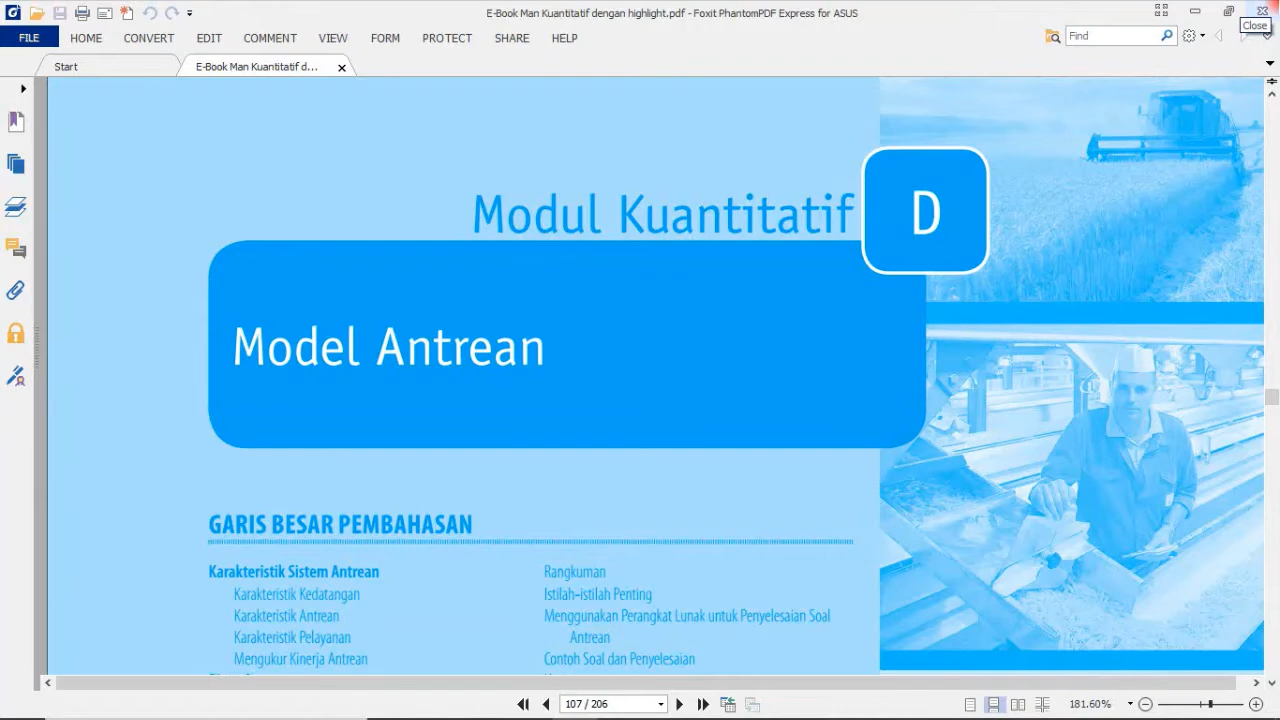 E-Book Man Kuantitatif dengan highlight.pdf - Foxit PhantomPDF Express for ASUS
Close
FILE HOME CONVERT EDIT COMMENT VIEW FORM PROTECT SHARE HELP
Find
Start
E-Book Man Kuantitatif d...
Modul Kuantitatif
D
Model Antrean
GARIS BESAR PEMBAHASAN
Karakteristik Sistem Antrean
Karakteristik Kedatangan
Karakteristik Antrean
Karakteristik Pelayanan
Mengukur Kinerja Antrean
Rangkuman
Istilah-istilah Penting
Menggunakan Perangkat Lunak untuk Penyelesaian Soal
Antrean
Contoh Soal dan Penyelesaian
107 / 206
181.60%